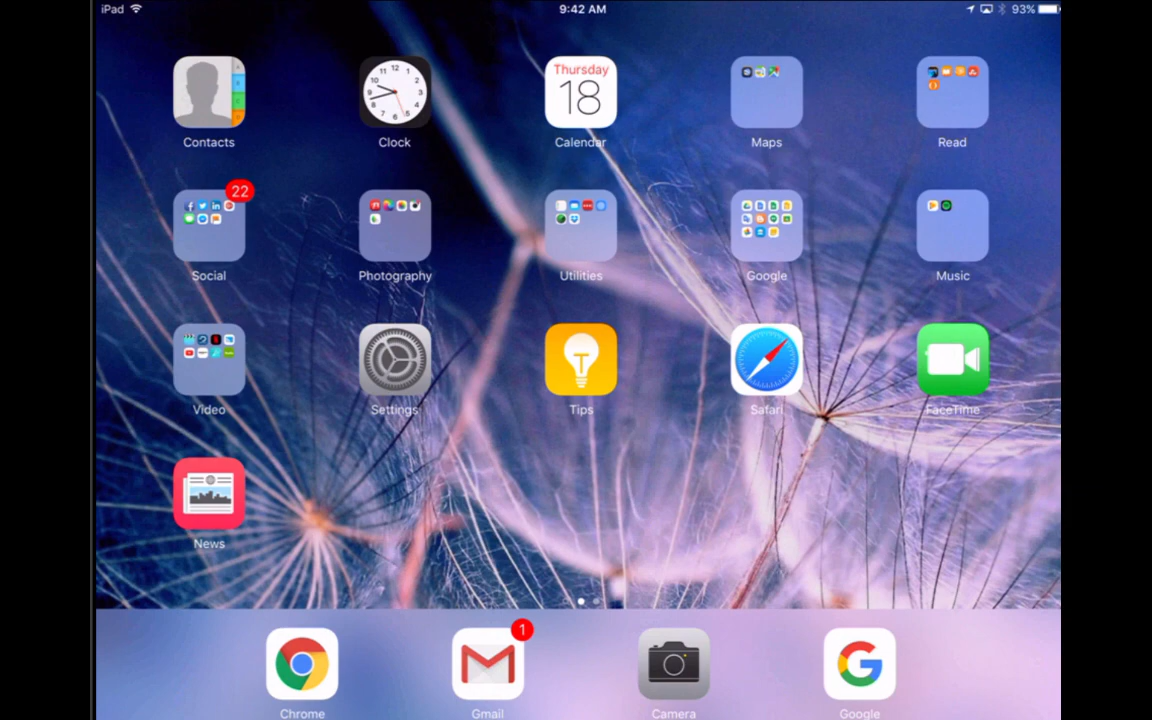 iPad 9:42 AM 93%
Thursday
18
Contacts Clock Calendar Maps Read
22
Social Photography Utilities Google Music
Video Settings Tips Safari FaceTime
News
1
Chrome Gmail Camera Google